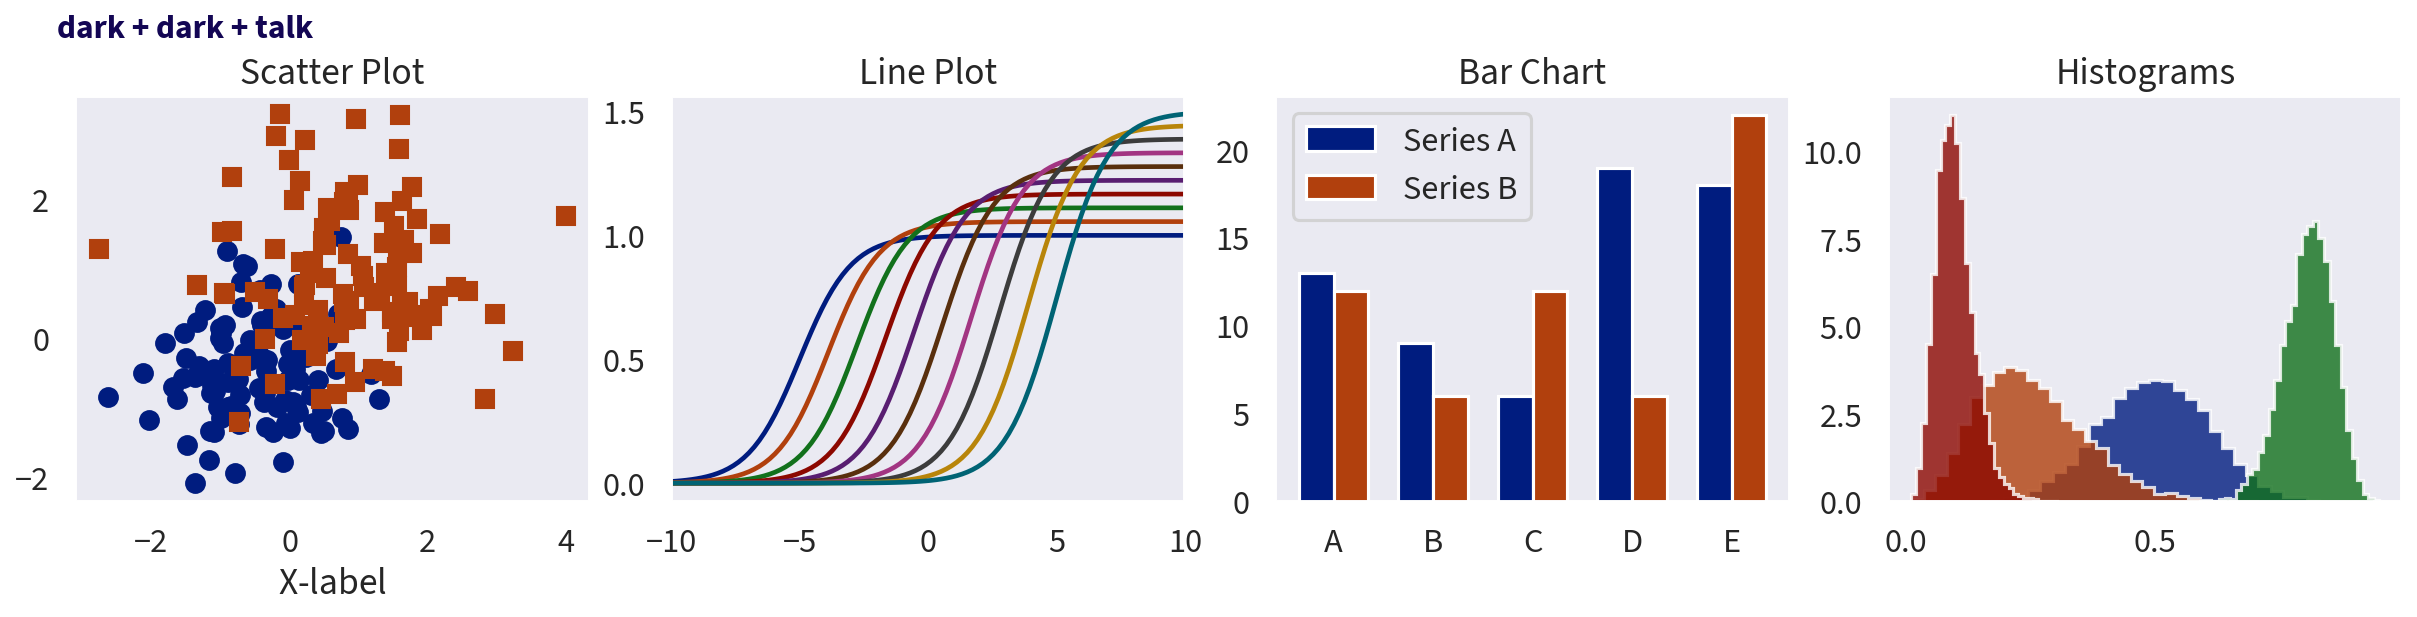 dark + dark + talk
Scatter Plot
2
0
−2
−2 0 2 4
X-label
Line Plot
1.5
1.0
0.5
0.0
−10 −5 0 5 10
Bar Chart
Series A
Series B
20
15
10
5
0
A B C D E
Histograms
10.0
7.5
5.0
2.5
0.0
0.0 0.5